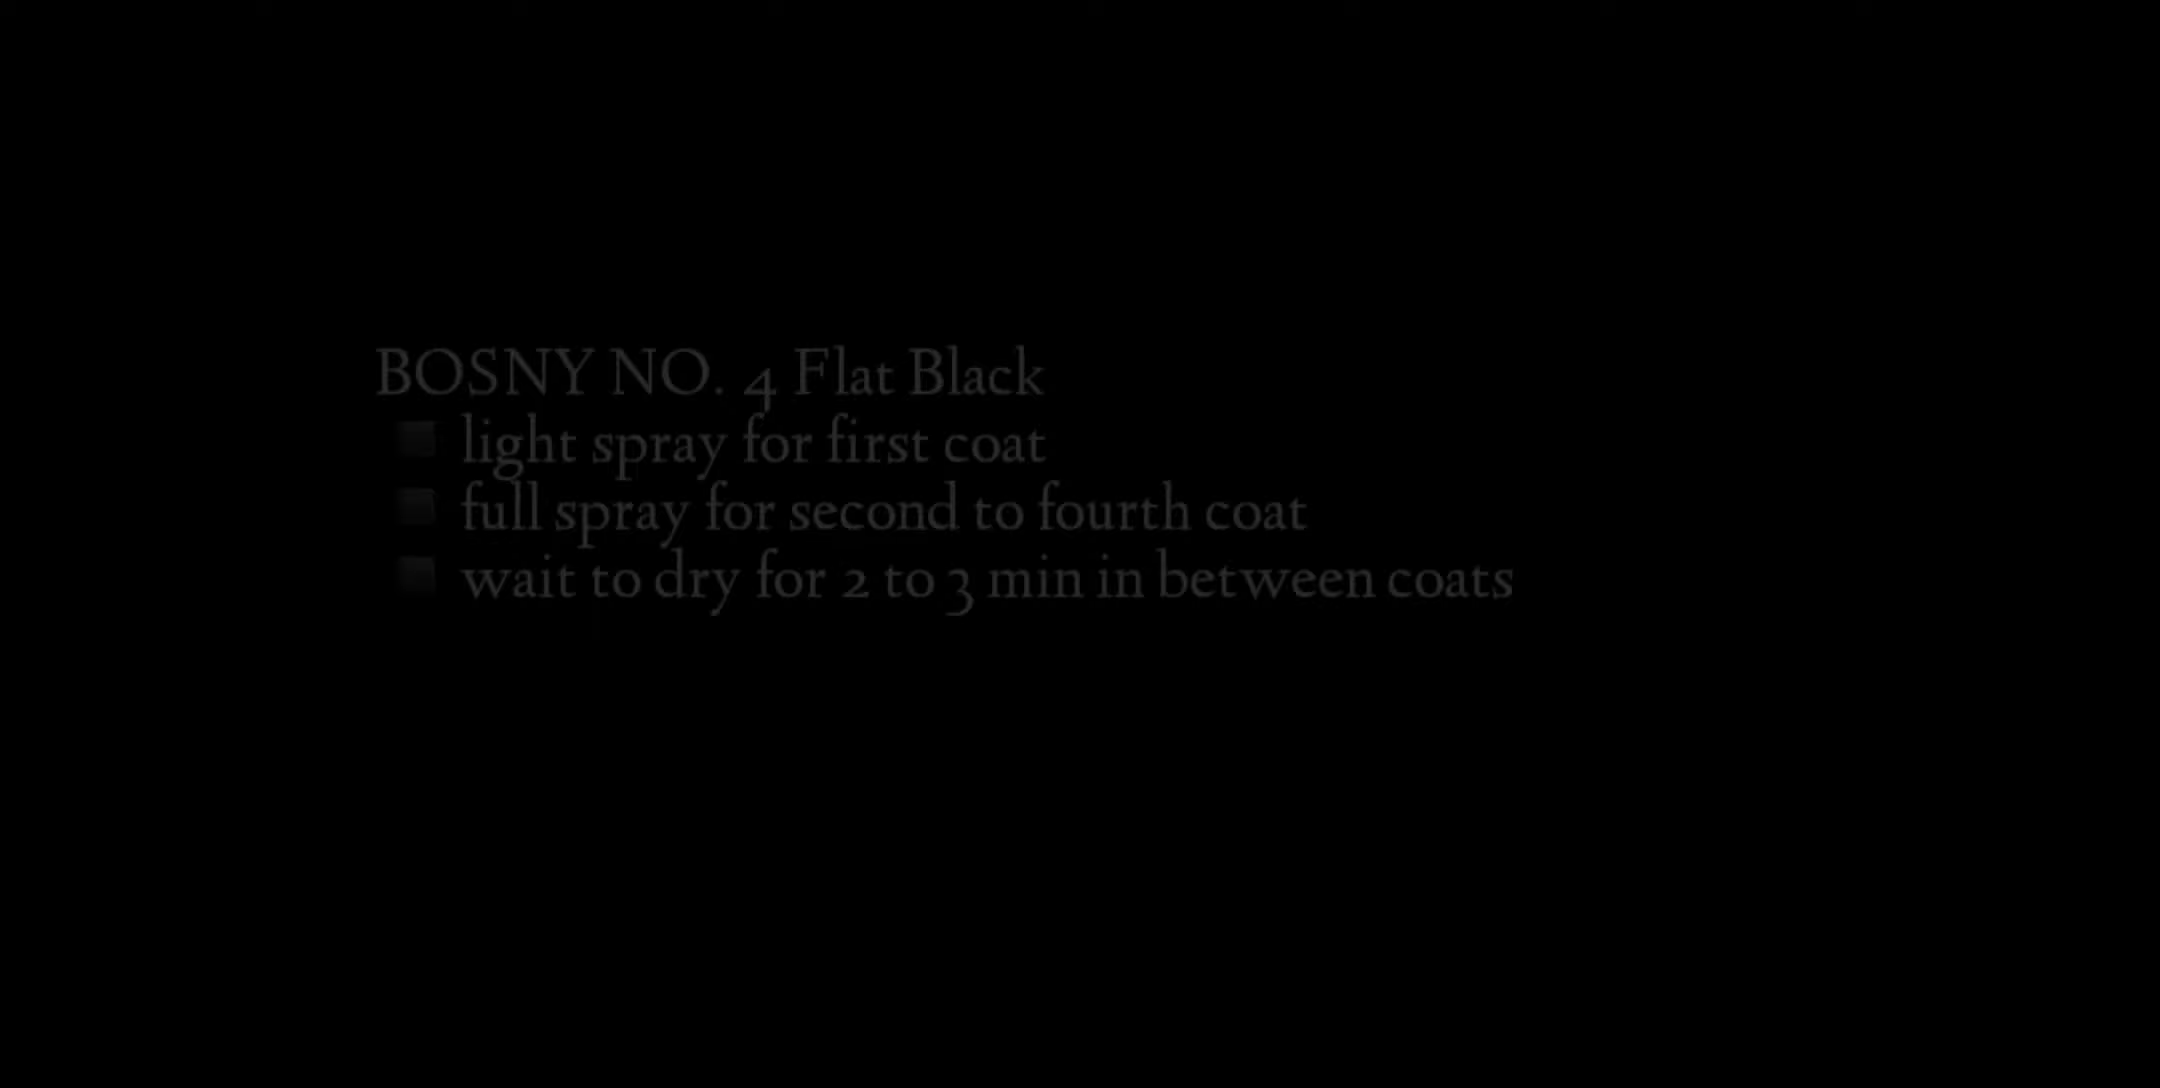 BOSNY NO. 4 Flat Black
light spray for first coat
full spray for second to fourth coat
wait to dry for 2 to 3 min in between coats